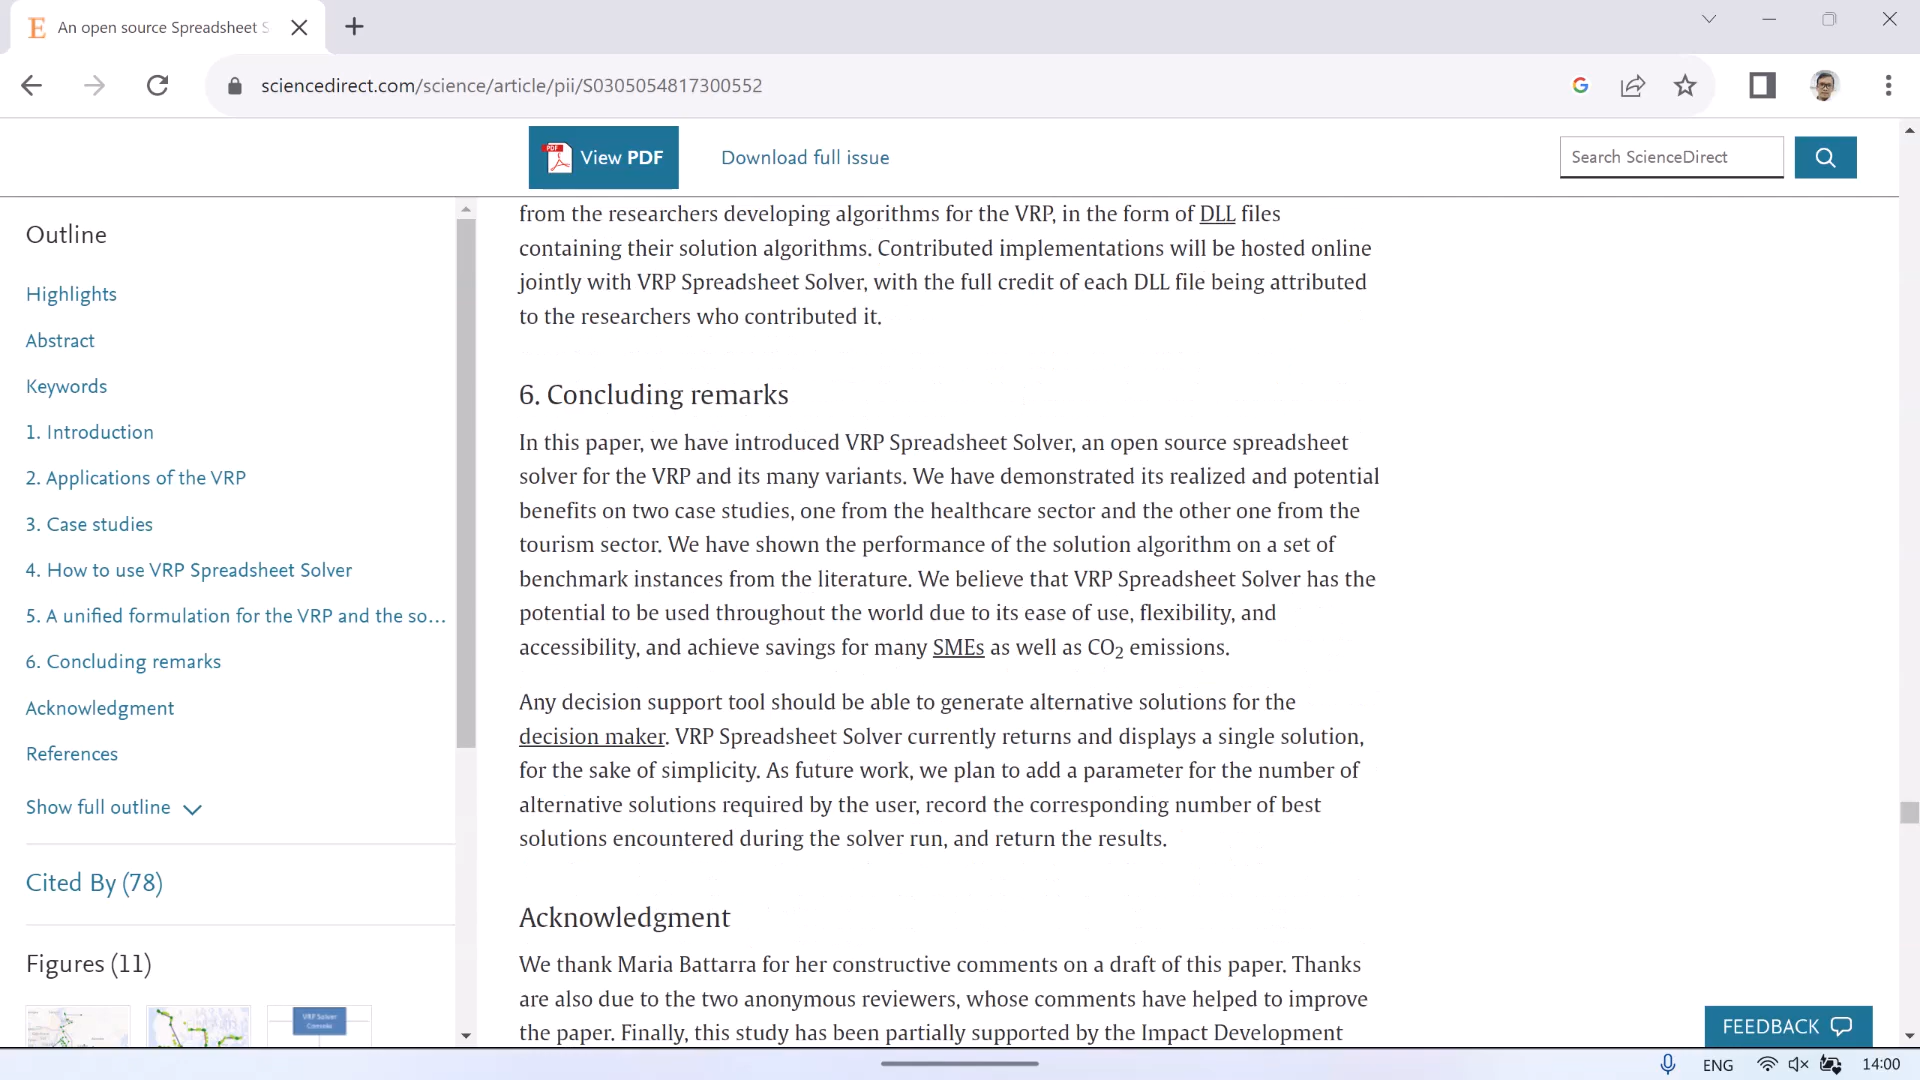 An open source Spreadsheet S
sciencedirect.com/science/article/pii/S0305054817300552
View PDF
Download full issue
Search ScienceDirect
Outline
Highlights
Abstract
Keywords
1. Introduction
2. Applications of the VRP
3. Case studies
4. How to use VRP Spreadsheet Solver
5. A unified formulation for the VRP and the so...
6. Concluding remarks
Acknowledgment
References
Show full outline
Cited By (78)
Figures (11)
VRP Solver
Console
from the researchers developing algorithms for the VRP, in the form of DLL files
containing their solution algorithms. Contributed implementations will be hosted online
jointly with VRP Spreadsheet Solver, with the full credit of each DLL file being attributed
to the researchers who contributed it.
6. Concluding remarks
In this paper, we have introduced VRP Spreadsheet Solver, an open source spreadsheet
solver for the VRP and its many variants. We have demonstrated its realized and potential
benefits on two case studies, one from the healthcare sector and the other one from the
tourism sector. We have shown the performance of the solution algorithm on a set of
benchmark instances from the literature. We believe that VRP Spreadsheet Solver has the
potential to be used throughout the world due to its ease of use, flexibility, and
accessibility, and achieve savings for many SMEs as well as CO₂ emissions.
Any decision support tool should be able to generate alternative solutions for the
decision maker. VRP Spreadsheet Solver currently returns and displays a single solution,
for the sake of simplicity. As future work, we plan to add a parameter for the number of
alternative solutions required by the user, record the corresponding number of best
solutions encountered during the solver run, and return the results.
Acknowledgment
We thank Maria Battarra for her constructive comments on a draft of this paper. Thanks
are also due to the two anonymous reviewers, whose comments have helped to improve
the paper. Finally, this study has been partially supported by the Impact Development
FEEDBACK
ENG
14:00